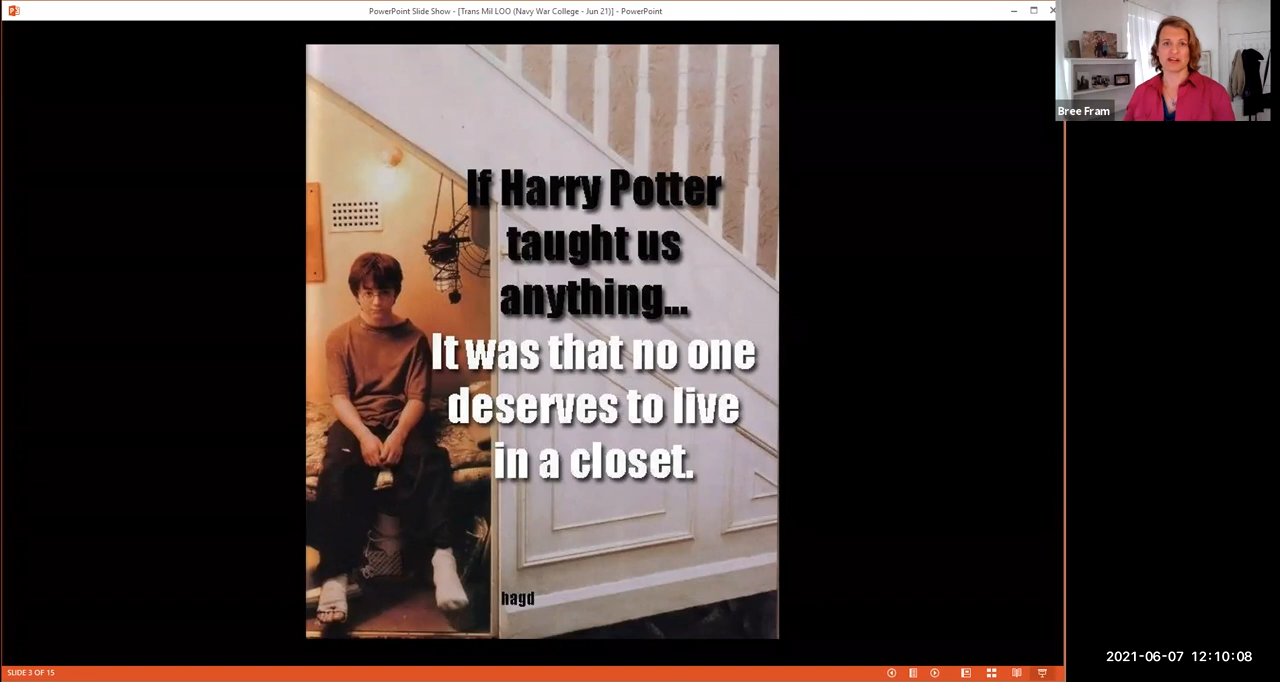 PowerPoint Slide Show - [Trans Mil LOO (Navy War College - Jun 21)] - PowerPoint
Bree Fram
If Harry Potter
taught us
anything...
It was that no one
deserves to live
in a closet.
hagd
2021-06-07 12:10:08
SLIDE 3 OF 15